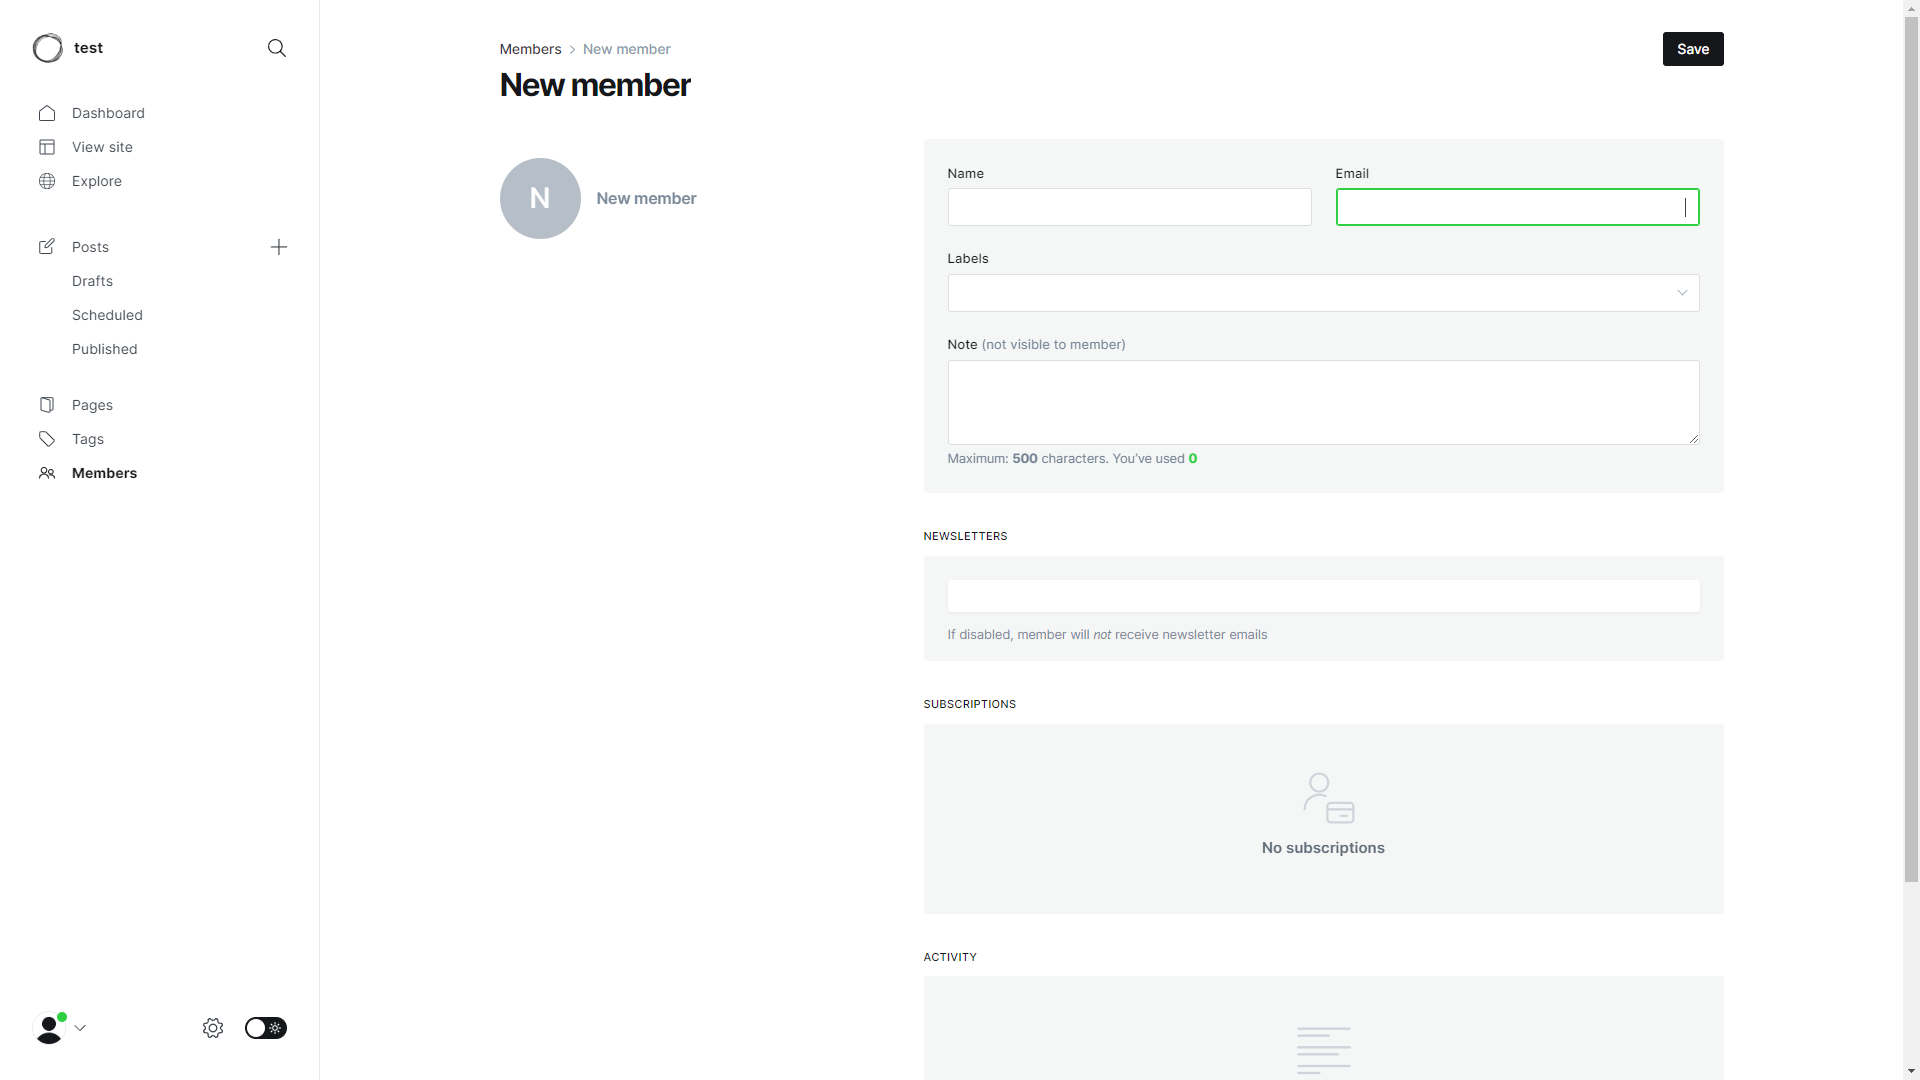 test
Dashboard
View site
Explore
Posts
Drafts
Scheduled
Published
Pages
Tags
Members
Members
New member
Save
New member
N
New member
Name
Email
Labels
Note (not visible to member)
Maximum: 500 characters. You’ve used 0
NEWSLETTERS
If disabled, member will not receive newsletter emails
SUBSCRIPTIONS
No subscriptions
ACTIVITY